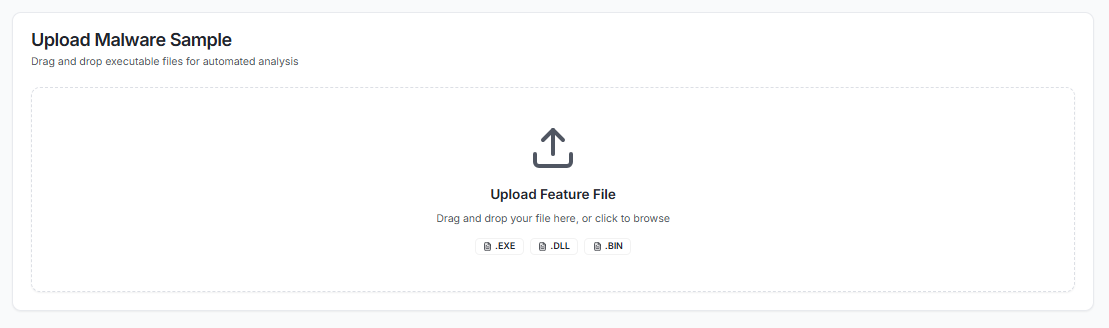 Upload Malware Sample
Drag and drop executable files for automated analysis
Upload Feature File
Drag and drop your file here, or click to browse
.EXE .DLL .BIN